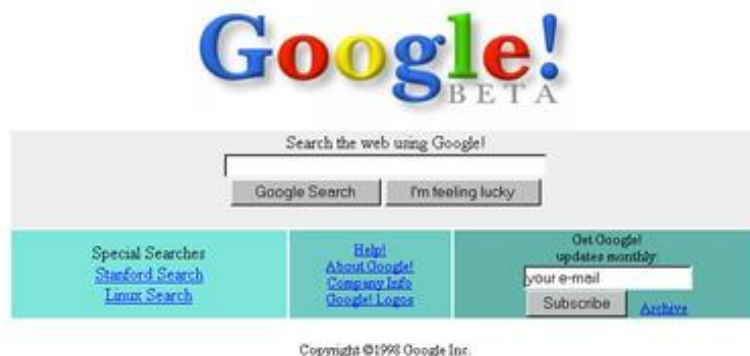 Google!
BETA
Search the web using Google!
Google Search
I'm feeling lucky
Special Searches
Stanford Search
Linux Search
Help!
About Google!
Company Info
Google! Logos
Get Google!
updates monthly:
your e-mail
Subscribe
Archive
Copyright ©1998 Google Inc.